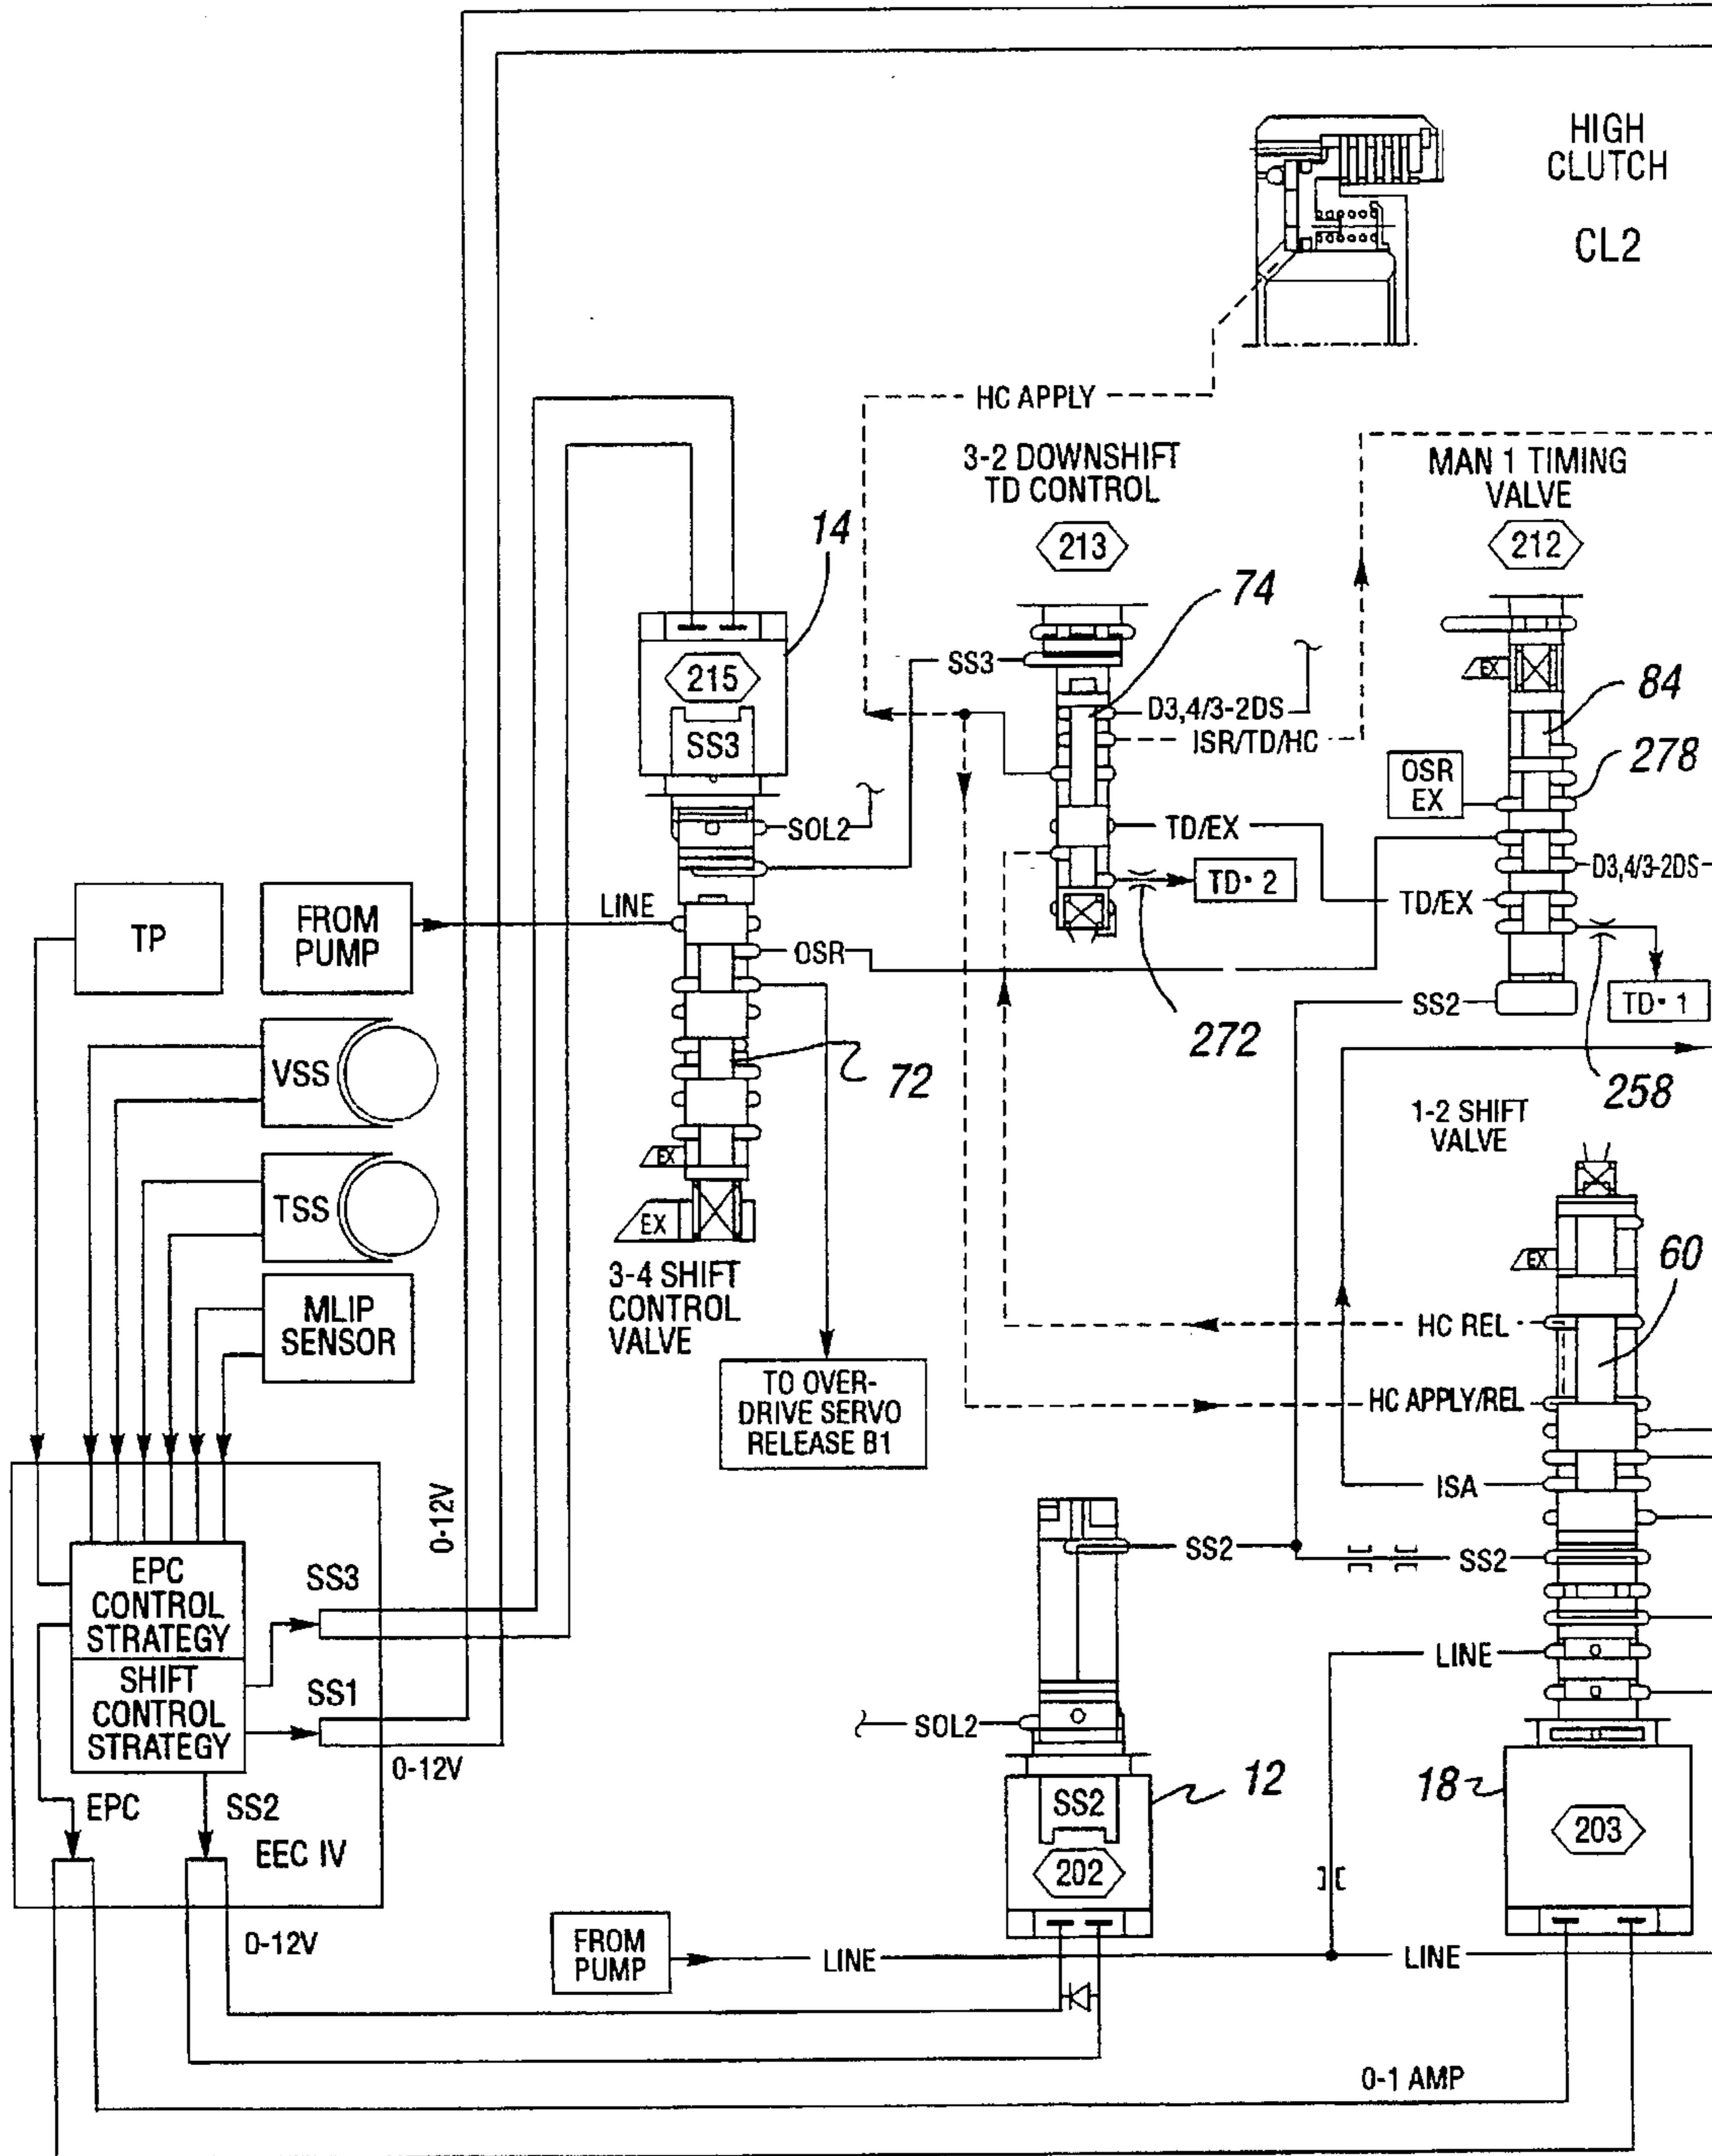 HIGH
CLUTCH
CL2
HC APPLY
3-2 DOWNSHIFT
TD CONTROL
MAN 1 TIMING
VALVE
14
213
212
74
SS3
215
EX
84
D3,4/3-2DS
SS3
ISR/TD/HC
278
OSR
EX
SOL2
TD/EX
D3,4/3-2DS
TD• 2
TP
FROM
PUMP
LINE
TD/EX
OSR
SS2
TD• 1
272
VSS
72
258
1-2 SHIFT
VALVE
EX
TSS
EX
EX
60
3-4 SHIFT
CONTROL
VALVE
MLIP
SENSOR
HC REL
TO OVER-
DRIVE SERVO
RELEASE B1
HC APPLY/REL
ISA
0-12V
SS2
SS2
EPC
CONTROL
STRATEGY
SS3
LINE
SHIFT
CONTROL
STRATEGY
SS1
SOL2
0-12V
12
18
EPC
SS2
SS2
203
EEC IV
202
0-12V
FROM
PUMP
LINE
LINE
0-1 AMP